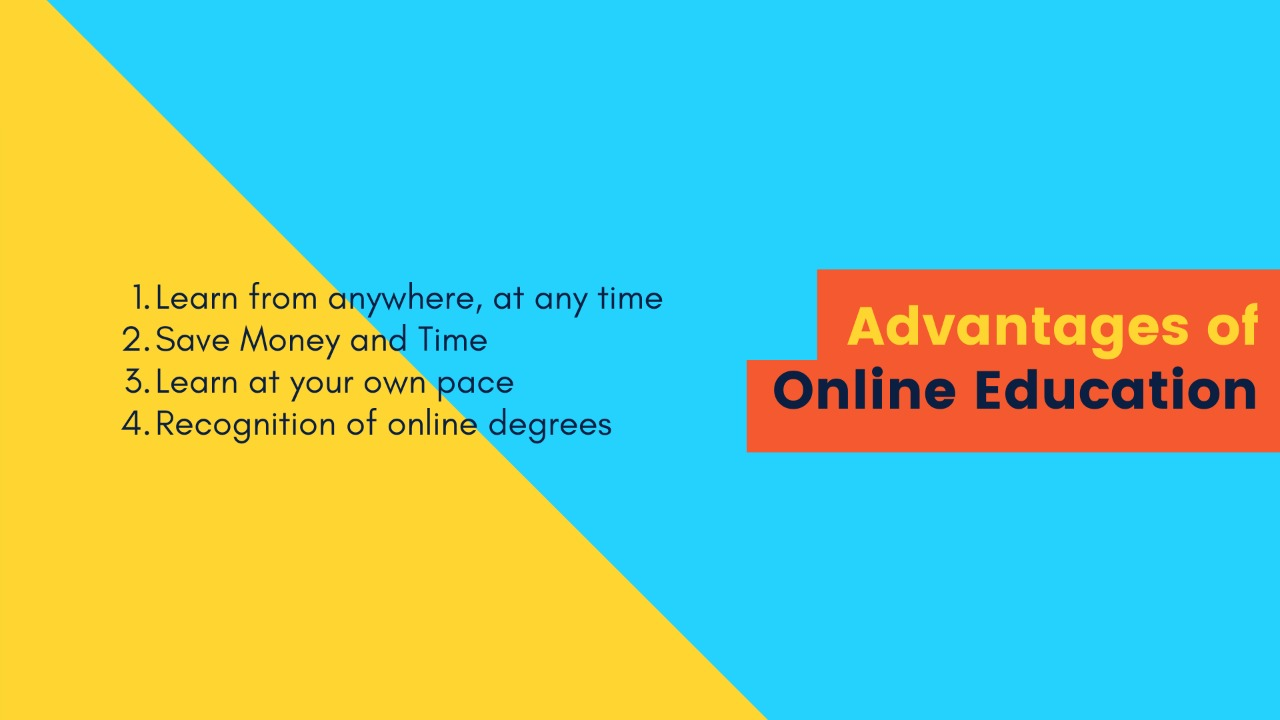 1. Learn from anywhere, at any time
2. Save Money and Time
3. Learn at your own pace
4. Recognition of online degrees
Advantages of
Online Education